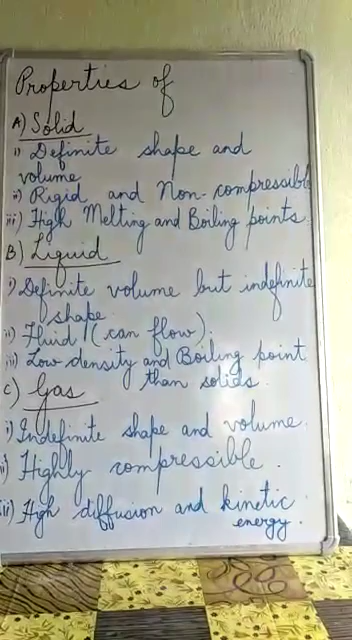 Properties of
A) Solid
i) Definite shape and
volume
ii) Rigid and Non-compressible
iii) High Melting and Boiling points
B) Liquid
i) Definite volume but indefinite
shape
ii) Fluid (can flow).
iii) Low density and Boiling point
than solids.
C) Gas
i) Indefinite shape and volume.
ii) Highly compressible.
iii) High diffusion and kinetic
energy.